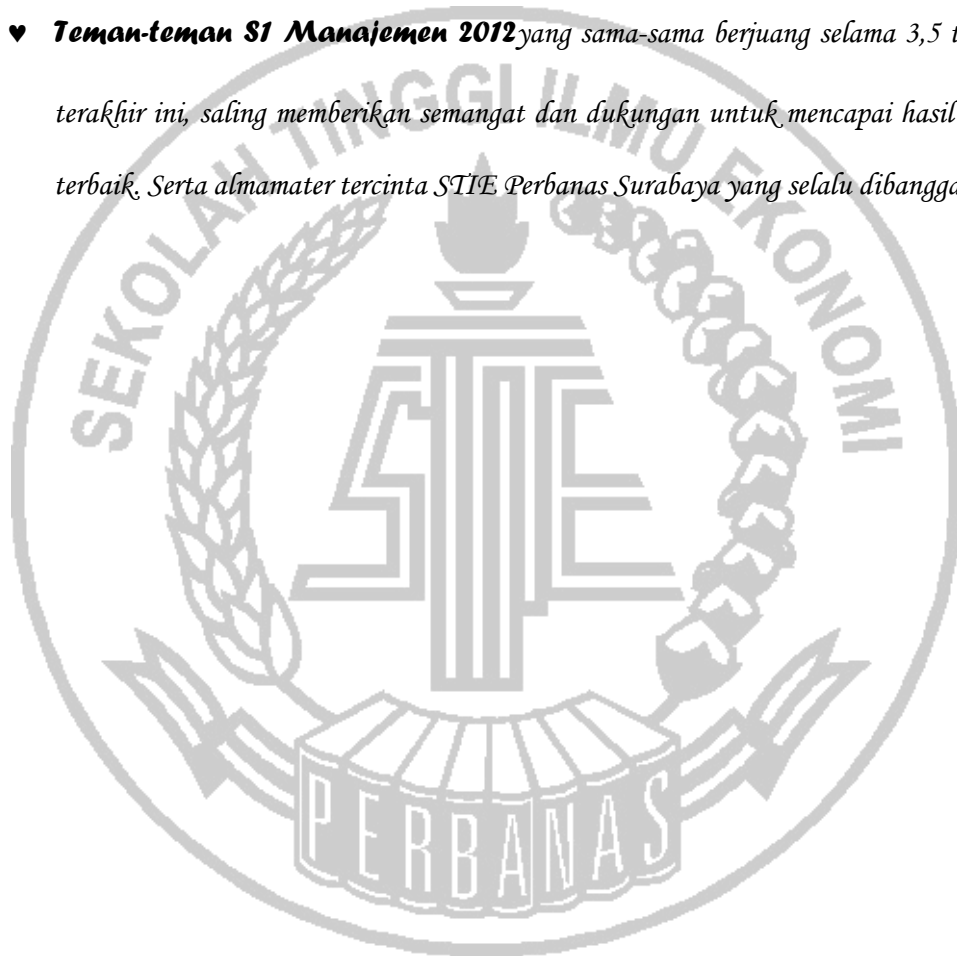 ♥ Teman-teman S1 Manajemen 2012 yang sama-sama berjuang selama 3,5 t
terakhir ini, saling memberikan semangat dan dukungan untuk mencapai hasil
terbaik. Serta almamater tercinta STIE Perbanas Surabaya yang selalu dibangga
SEKOLAH TINGGI ILMU EKONOMI
STIE
PERBANAS